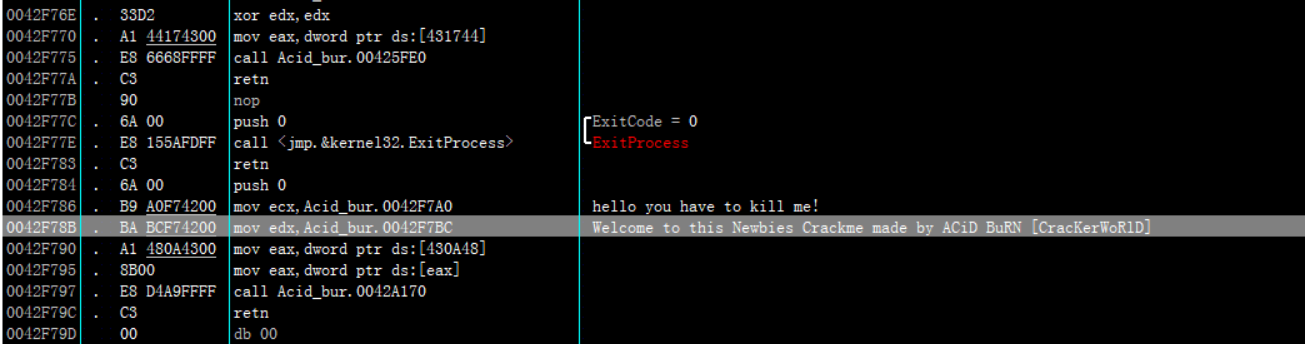 0042F76E . 33D2 xor edx,edx
0042F770 . A1 44174300 mov eax,dword ptr ds:[431744]
0042F775 . E8 6668FFFF call Acid_bur.00425FE0
0042F77A . C3 retn
0042F77B 90 nop
0042F77C . 6A 00 push 0 ExitCode = 0
0042F77E . E8 155AFDFF call <jmp.&kernel32.ExitProcess> ExitProcess
0042F783 . C3 retn
0042F784 . 6A 00 push 0
0042F786 . B9 A0F74200 mov ecx,Acid_bur.0042F7A0 hello you have to kill me!
0042F78B . BA BCF74200 mov edx,Acid_bur.0042F7BC Welcome to this Newbies Crackme made by ACiD BuRN [CracKerWoRlD]
0042F790 . A1 480A4300 mov eax,dword ptr ds:[430A48]
0042F795 . 8B00 mov eax,dword ptr ds:[eax]
0042F797 . E8 D4A9FFFF call Acid_bur.0042A170
0042F79C . C3 retn
0042F79D 00 db 00